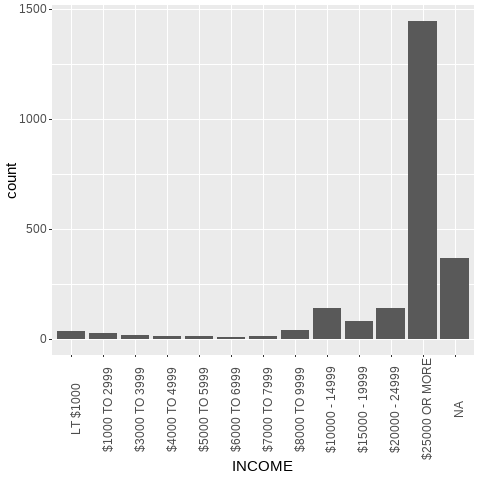 1500
1000
500
0
count
LT $1000
$1000 TO 2999
$3000 TO 3999
$4000 TO 4999
$5000 TO 5999
$6000 TO 6999
$7000 TO 7999
$8000 TO 9999
$10000 - 14999
$15000 - 19999
$20000 - 24999
$25000 OR MORE
NA
INCOME